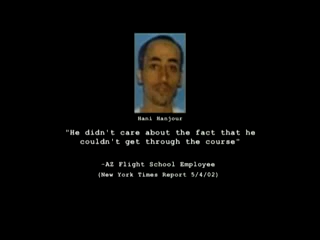 Hani Hanjour
"He didn't care about the fact that he
couldn't get through the course"
-AZ Flight School Employee
(New York Times Report 5/4/02)